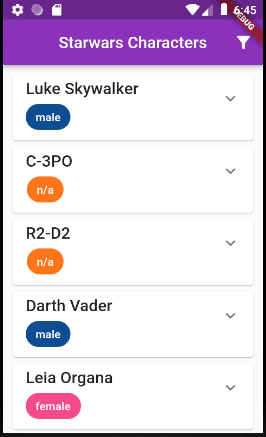 6:45
DEBUG
Starwars Characters
Luke Skywalker
male
C-3PO
n/a
R2-D2
n/a
Darth Vader
male
Leia Organa
female